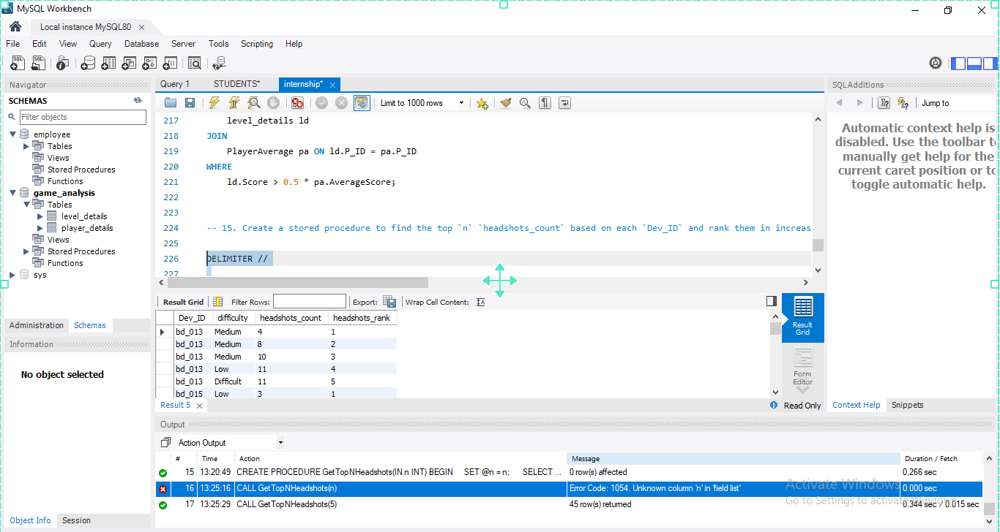 MySQL Workbench
Local instance MySQL80
File Edit View Query Database Server Tools Scripting Help
Navigator
SCHEMAS
Filter objects
employee
Tables
Views
Stored Procedures
Functions
game_analysis
Tables
level_details
player_details
Views
Stored Procedures
Functions
sys
Administration Schemas
Information
No object selected
Object Info Session
Query 1 STUDENTS* internship*
Limit to 1000 rows
217 level_details ld
218 JOIN
219 PlayerAverage pa ON ld.P_ID = pa.P_ID
220 WHERE
221 ld.Score > 0.5 * pa.AverageScore;
222
223
224 -- 15. Create a stored procedure to find the top `n` `headshots_count` based on each `Dev_ID` and rank them in increas
225
226 DELIMITER //
227
Result Grid Filter Rows: Export: Wrap Cell Content:
Dev_ID difficulty headshots_count headshots_rank
bd_013 Medium 4 1
bd_013 Medium 8 2
bd_013 Medium 10 3
bd_013 Low 11 4
bd_013 Difficult 11 5
bd_015 Low 3 1
Result Grid
Form Editor
Result 5
Read Only
SQLAdditions
Jump to
Automatic context help is
disabled. Use the toolbar to
manually get help for the
current caret position or to
toggle automatic help.
Context Help Snippets
Output
Action Output
# Time Action Message Duration / Fetch
15 13:20:49 CREATE PROCEDURE GetTopNHeadshots(IN n INT) BEGIN SET @n = n; SELECT ... 0 row(s) affected 0.266 sec
16 13:25:16 CALL GetTopNHeadshots(n) Error Code: 1054. Unknown column 'n' in 'field list' 0.000 sec
17 13:25:29 CALL GetTopNHeadshots(5) 45 row(s) returned 0.344 sec / 0.015 sec
Activate Windows
Go to Settings to activate Windows.